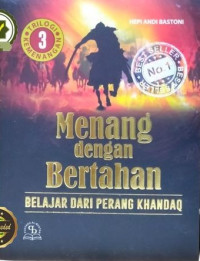 HEPI ANDI BASTONI
TRILOGI
KEMENANGAN
3
BEST SELLER
No.1
Menang
dengan
Bertahan
BELAJAR DARI PERANG KHANDAQ